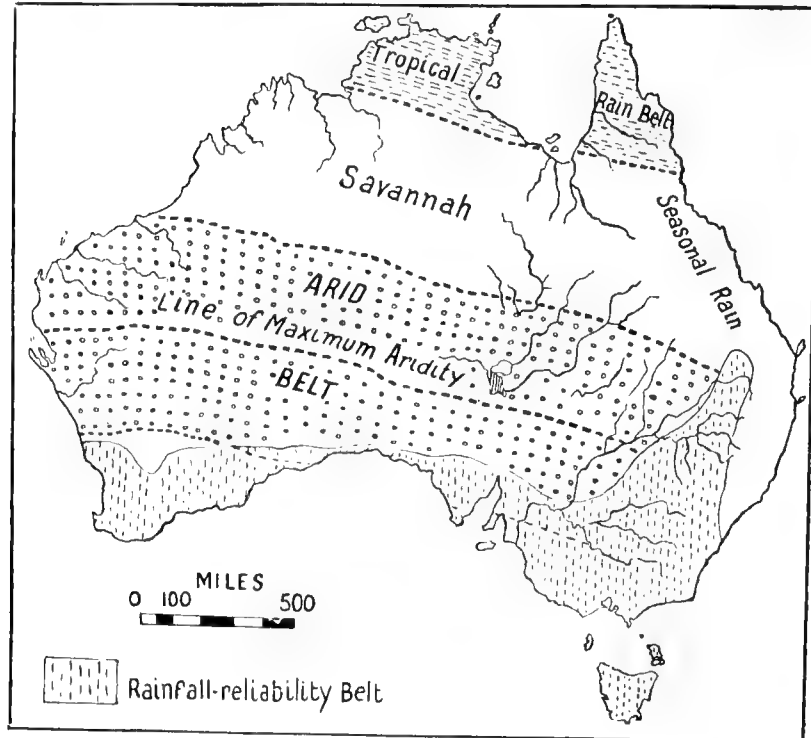 Tropical
Rain Belt
Savannah
Seasonal Rain
ARID
Line of Maximum Aridity
BELT
MILES
0 100 500
Rainfall-reliability Belt